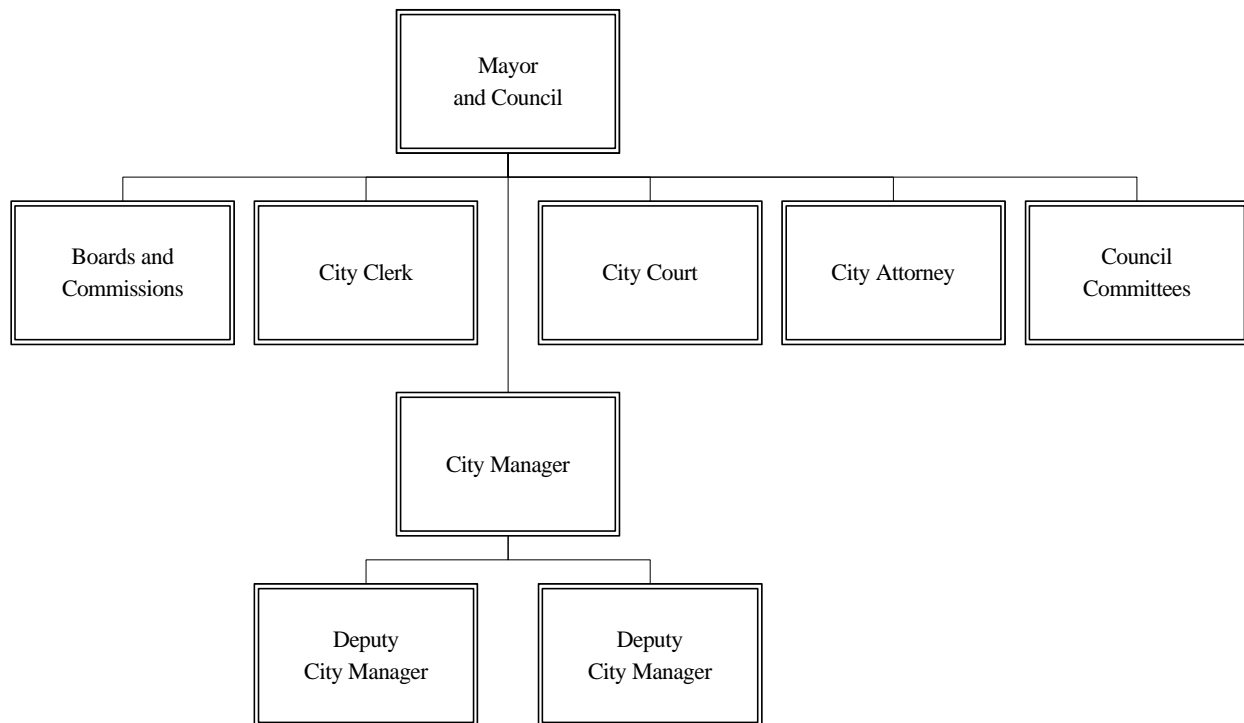 Mayor
and Council
Boards and
Commissions
City Clerk
City Court
City Attorney
Council
Committees
City Manager
Deputy
City Manager
Deputy
City Manager